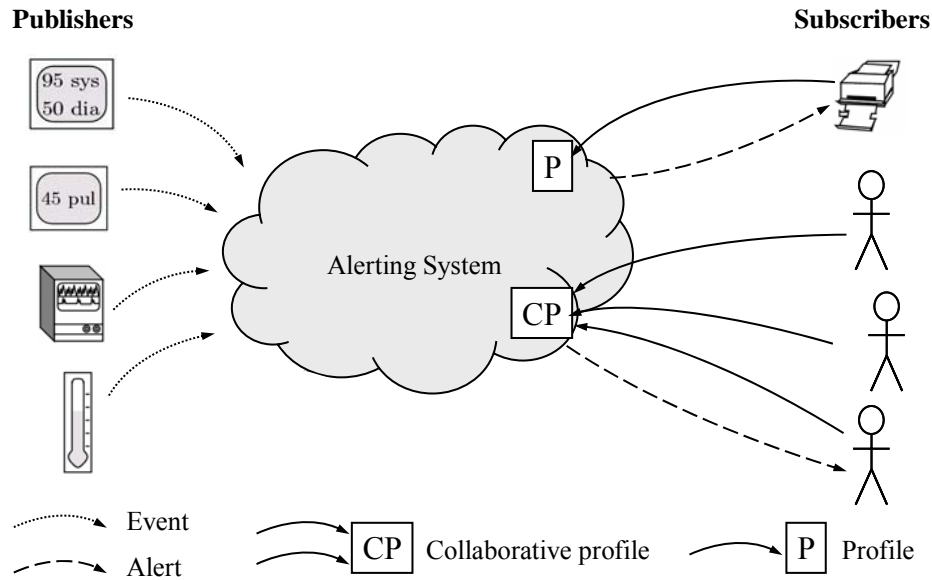 Publishers
Subscribers
95 sys
50 dia
P
45 pul
Alerting System
CP
Event
Alert
CP
Collaborative profile
P
Profile